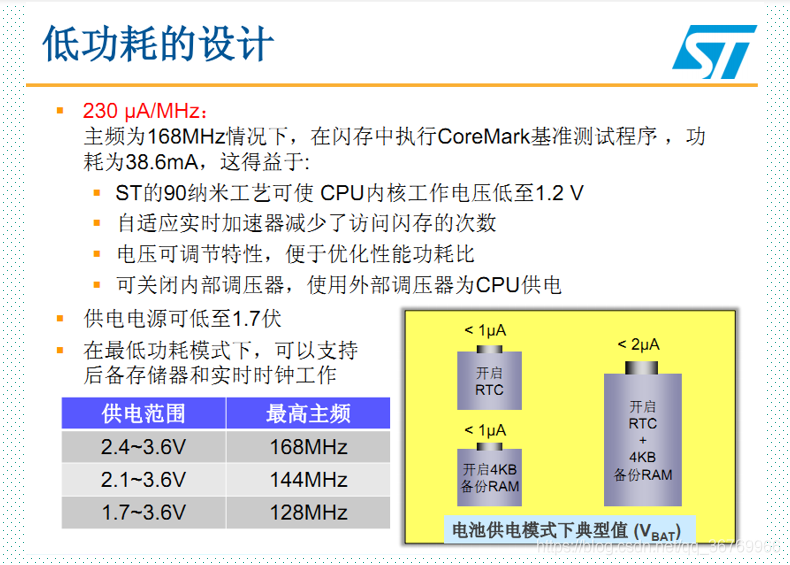 低功耗的设计
ST
230 μA/MHz：
主频为168MHz情况下，在闪存中执行CoreMark基准测试程序 ，功
耗为38.6mA，这得益于:
ST的90纳米工艺可使 CPU内核工作电压低至1.2 V
自适应实时加速器减少了访问闪存的次数
电压可调节特性，便于优化性能功耗比
可关闭内部调压器，使用外部调压器为CPU供电
供电电源可低至1.7伏
在最低功耗模式下，可以支持
后备存储器和实时时钟工作
供电范围 最高主频
2.4~3.6V 168MHz
2.1~3.6V 144MHz
1.7~3.6V 128MHz
< 1μA
开启
RTC
< 1μA
开启4KB
备份RAM
< 2μA
开启
RTC
+
4KB
备份RAM
电池供电模式下典型值 (VBAT)